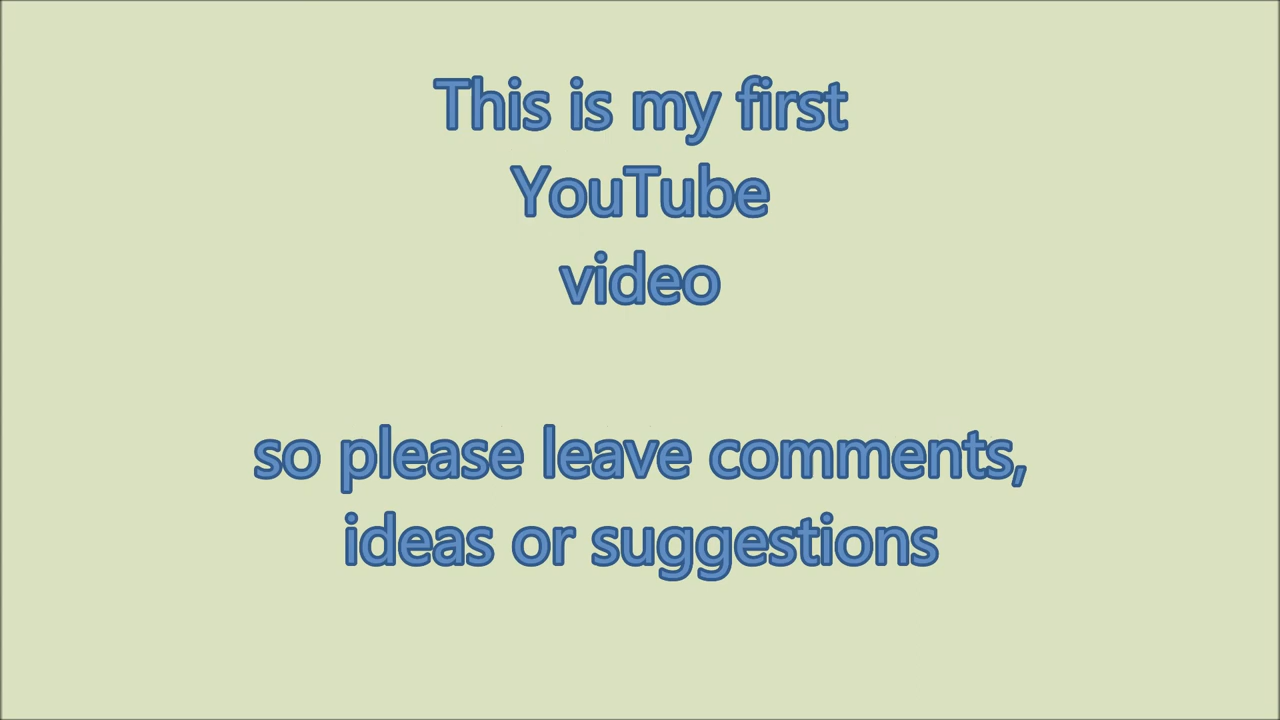 This is my first
YouTube
video
so please leave comments,
ideas or suggestions